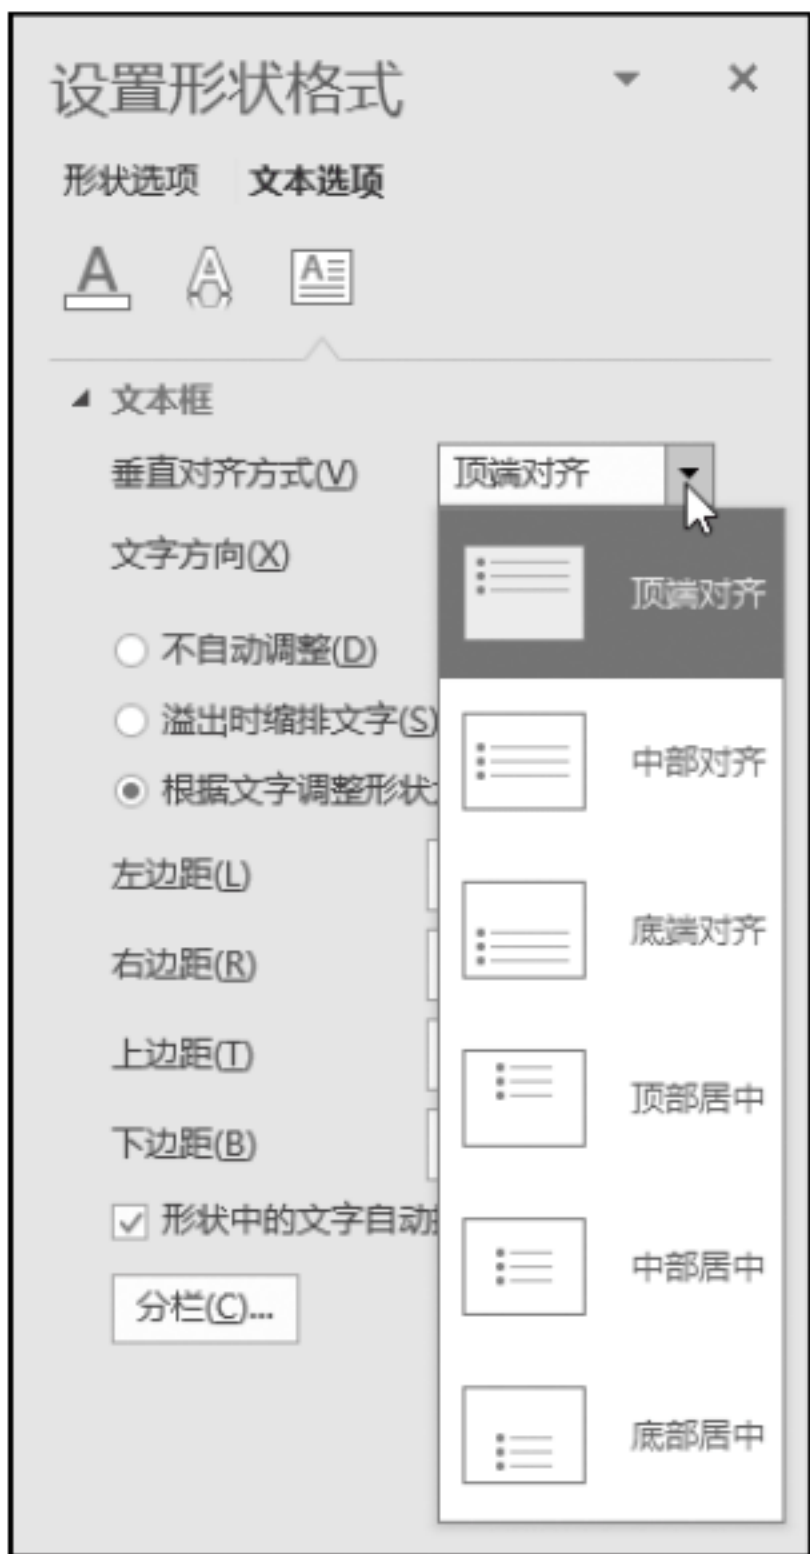 设置形状格式
形状选项 文本选项
文本框
垂直对齐方式(V) 顶端对齐
文字方向(X)
顶端对齐
不自动调整(D)
溢出时缩排文字(S)
中部对齐
根据文字调整形状
左边距(L)
底端对齐
右边距(R)
上边距(T)
顶部居中
下边距(B)
形状中的文字自动
中部居中
分栏(C)...
底部居中